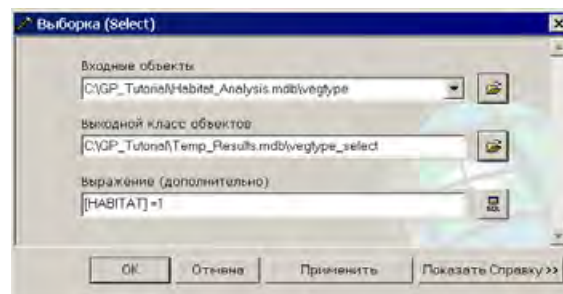 Выборка (Select)
Входные объекты
C:\GP_Tutorial\Habitat_Analysis.mdb\vegtype
Выходной класс объектов
C:\GP_Tutorial\Temp_Results.mdb\vegtype_select
Выражение (дополнительно)
[HABITAT] =1
SQL
OK Отмена Применить Показать Справку >>